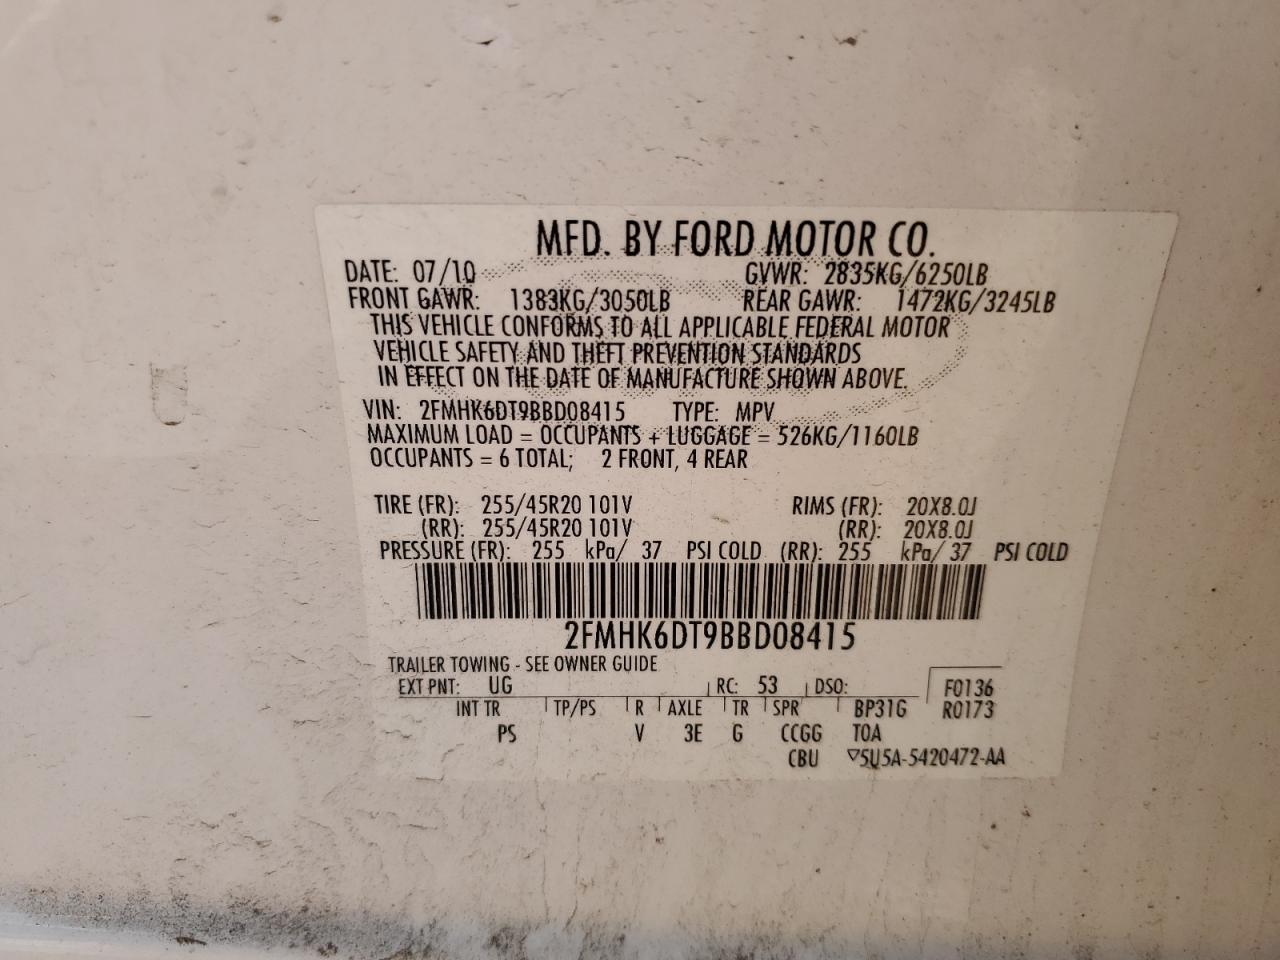 MFD. BY FORD MOTOR CO.
DATE: 07/10 GVWR: 2835KG/6250LB
FRONT GAWR: 1383KG/3050LB REAR GAWR: 1472KG/3245LB
THIS VEHICLE CONFORMS TO ALL APPLICABLE FEDERAL MOTOR
VEHICLE SAFETY AND THEFT PREVENTION STANDARDS
IN EFFECT ON THE DATE OF MANUFACTURE SHOWN ABOVE.
VIN: 2FMHK6DT9BBD08415 TYPE: MPV
MAXIMUM LOAD = OCCUPANTS + LUGGAGE = 526KG/1160LB
OCCUPANTS = 6 TOTAL; 2 FRONT, 4 REAR
TIRE (FR): 255/45R20 101V RIMS (FR): 20X8.0J
(RR): 255/45R20 101V (RR): 20X8.0J
PRESSURE (FR): 255 kPa/ 37 PSI COLD (RR): 255 kPa/ 37 PSI COLD
2FMHK6DT9BBD08415
TRAILER TOWING - SEE OWNER GUIDE
EXT PNT: UG RC: 53 DSO: F0136
INT TR TP/PS R AXLE TR SPR BP31G R0173
PS V 3E G CCGG TOA
CBU ▽5U5A-5420472-AA